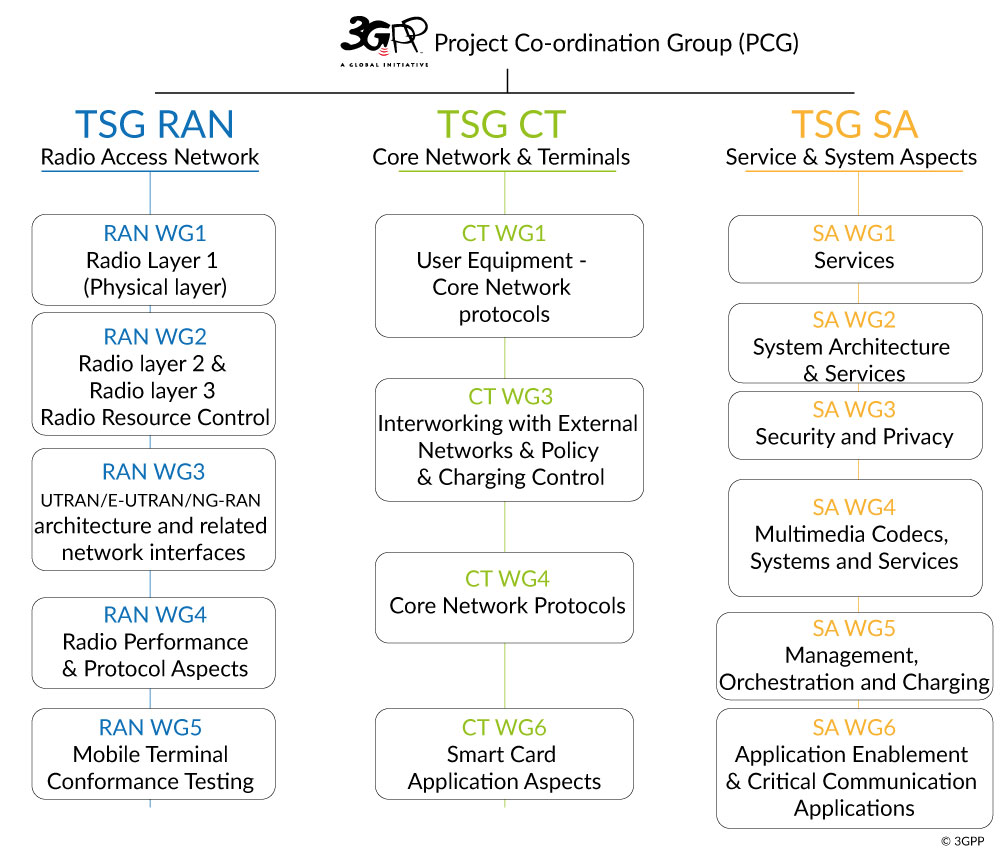 3GPP
A GLOBAL INITIATIVE
Project Co-ordination Group (PCG)
TSG RAN
Radio Access Network
RAN WG1
Radio Layer 1
(Physical layer)
RAN WG2
Radio layer 2 &
Radio layer 3
Radio Resource Control
RAN WG3
UTRAN/E-UTRAN/NG-RAN
architecture and related
network interfaces
RAN WG4
Radio Performance
& Protocol Aspects
RAN WG5
Mobile Terminal
Conformance Testing
TSG CT
Core Network & Terminals
CT WG1
User Equipment -
Core Network
protocols
CT WG3
Interworking with External
Networks & Policy
& Charging Control
CT WG4
Core Network Protocols
CT WG6
Smart Card
Application Aspects
TSG SA
Service & System Aspects
SA WG1
Services
SA WG2
System Architecture
& Services
SA WG3
Security and Privacy
SA WG4
Multimedia Codecs,
Systems and Services
SA WG5
Management,
Orchestration and Charging
SA WG6
Application Enablement
& Critical Communication
Applications
© 3GPP